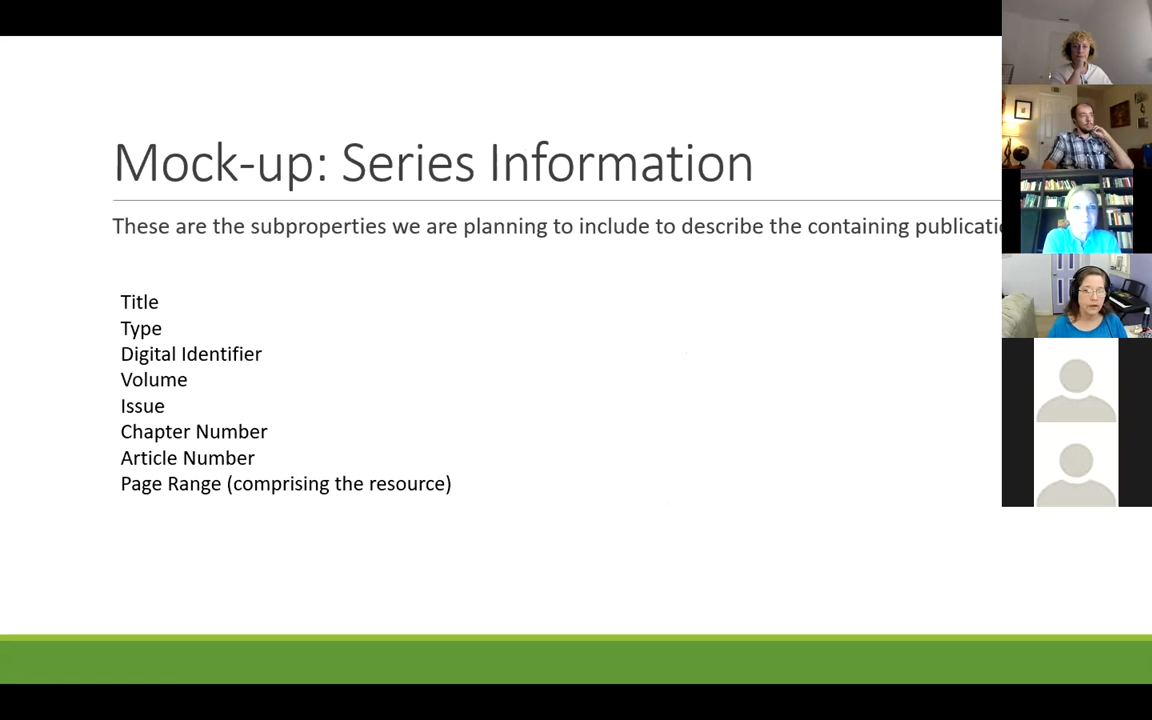 Mock-up: Series Information
These are the subproperties we are planning to include to describe the containing
Title
Type
Digital Identifier
Volume
Issue
Chapter Number
Article Number
Page Range (comprising the resource)